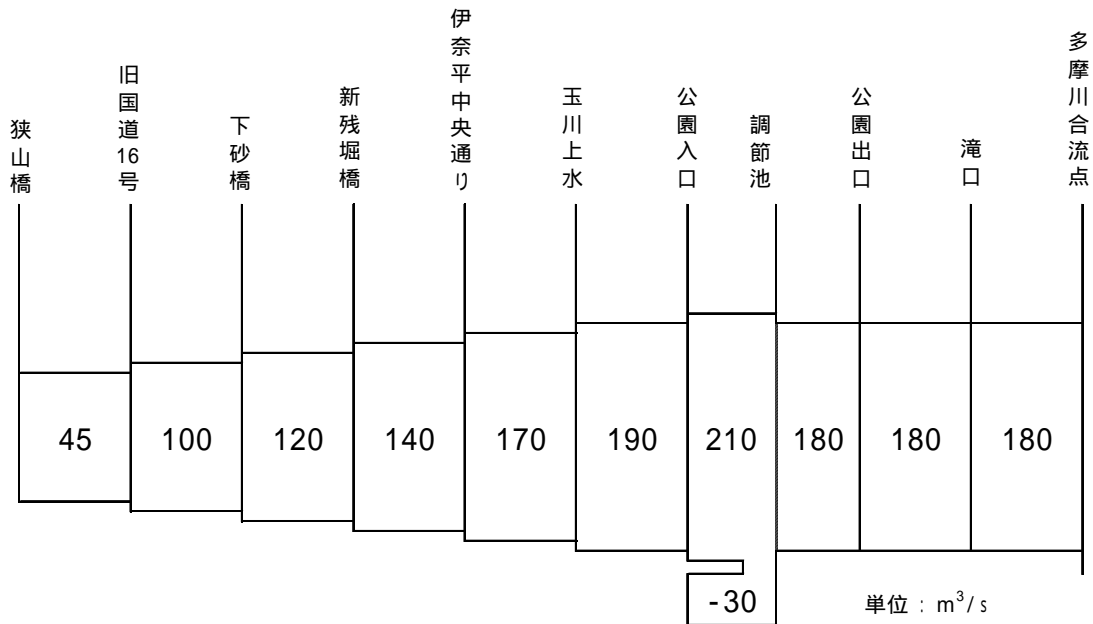 狭山橋
旧国道16号
下砂橋
新残堀橋
伊奈平中央通り
玉川上水
公園入口
調節池
公園出口
滝口
多摩川合流点
45
100
120
140
170
190
210
180
180
180
-30
単位：m³/s